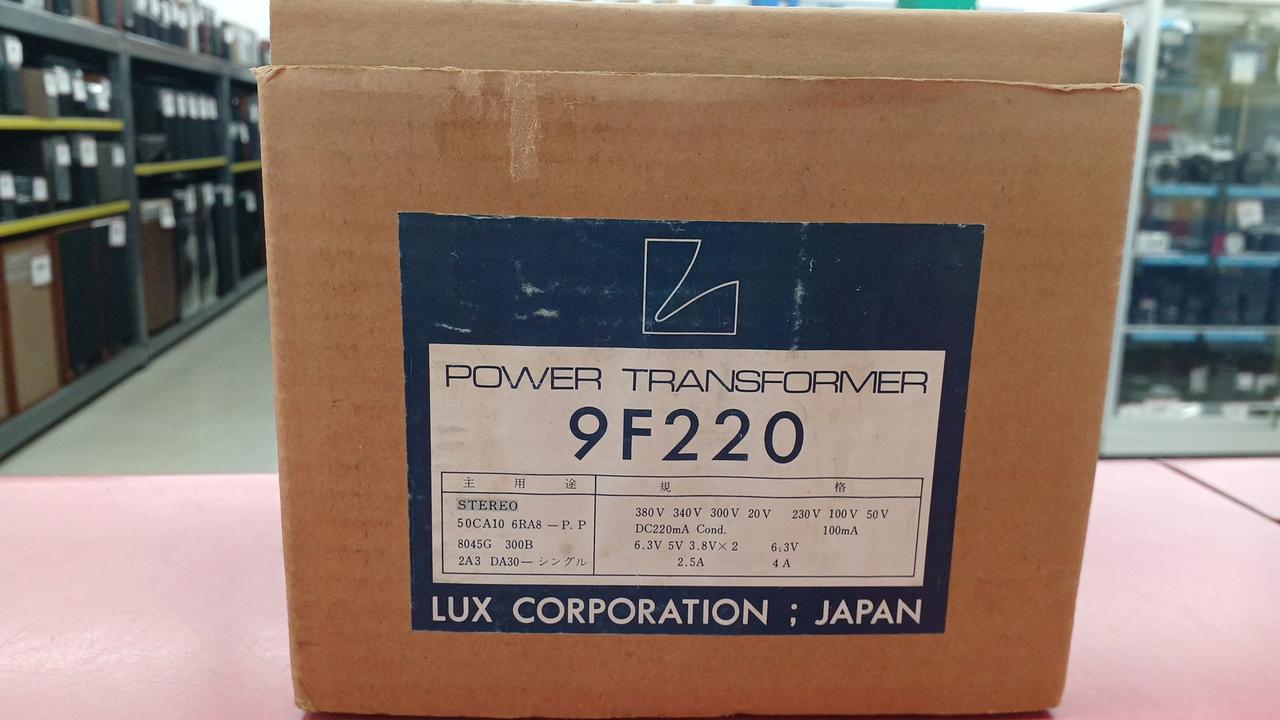 POWER TRANSFORMER
9F220
主 用 途 規 格
STEREO
50CA10 6RA8 — P.P
8045G 300B
2A3 DA30— シングル
380V 340V 300V 20V 230V 100V 50V
DC220mA Cond. 100mA
6.3V 5V 3.8V× 2 6.3V
2.5A 4A
LUX CORPORATION ; JAPAN